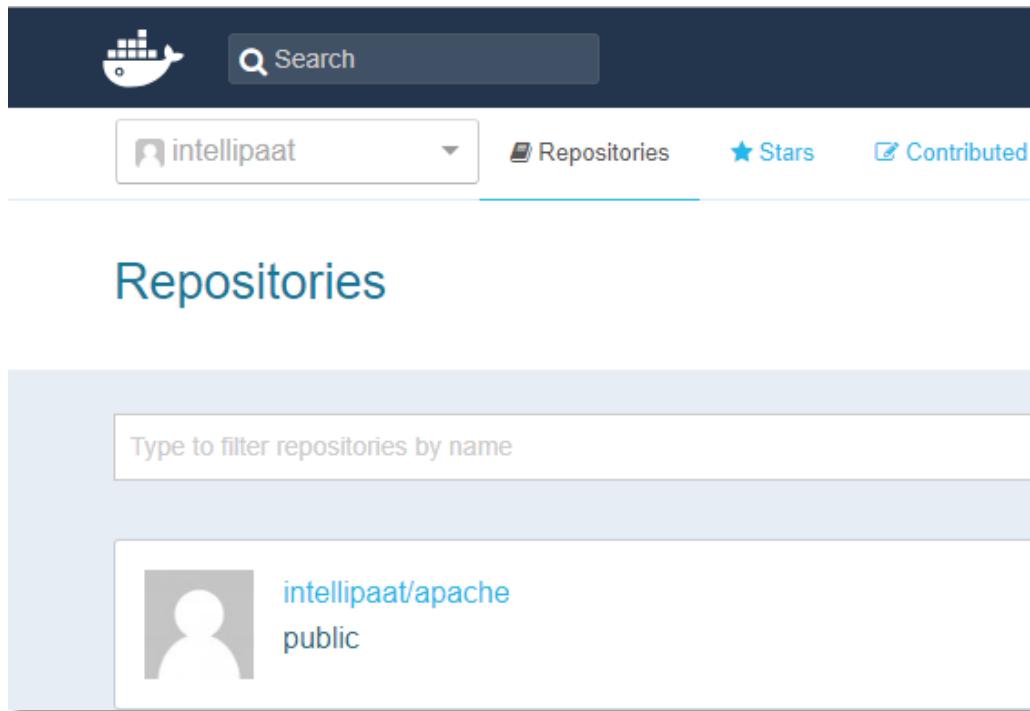 Search
intellipaat Repositories Stars Contributed
Repositories
Type to filter repositories by name
intellipaat/apache
public